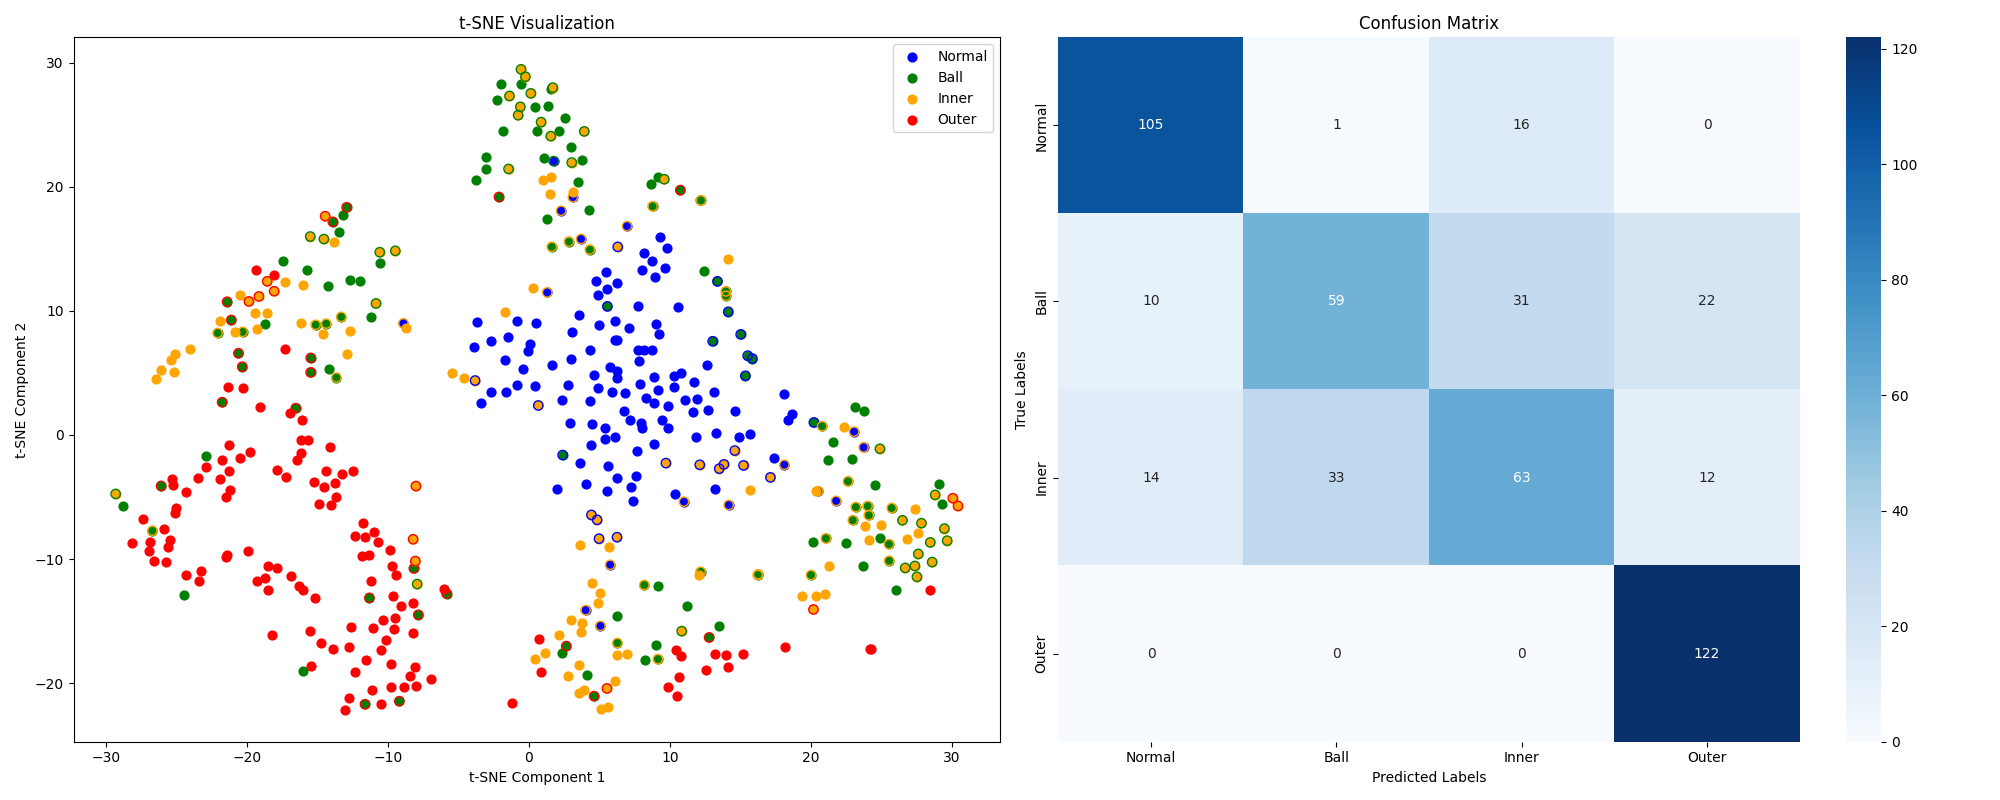 t-SNE Visualization
Normal
Ball
Inner
Outer
30
20
10
0
−10
−20
t-SNE Component 2
−30
−20
−10
0
10
20
30
t-SNE Component 1
Confusion Matrix
Normal
105
1
16
0
Ball
10
59
31
22
Inner
14
33
63
12
Outer
0
0
0
122
True Labels
Normal
Ball
Inner
Outer
Predicted Labels
120
100
80
60
40
20
0